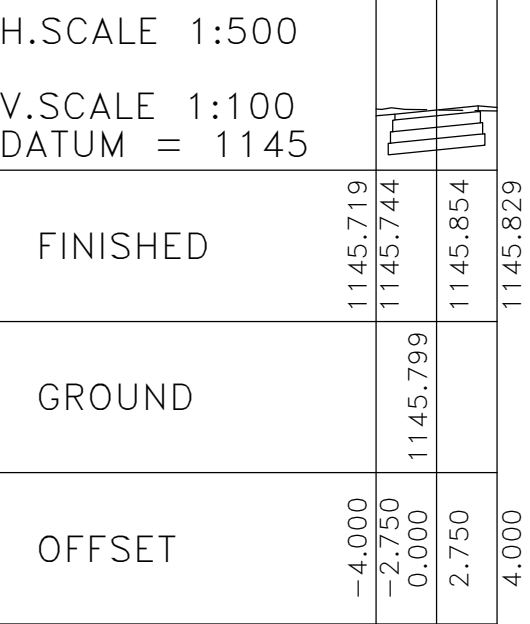 H.SCALE 1:500
V.SCALE 1:100
DATUM = 1145
FINISHED
1145.719
1145.744
1145.854
1145.829
GROUND
1145.799
OFFSET
-4.000
-2.750
0.000
2.750
4.000